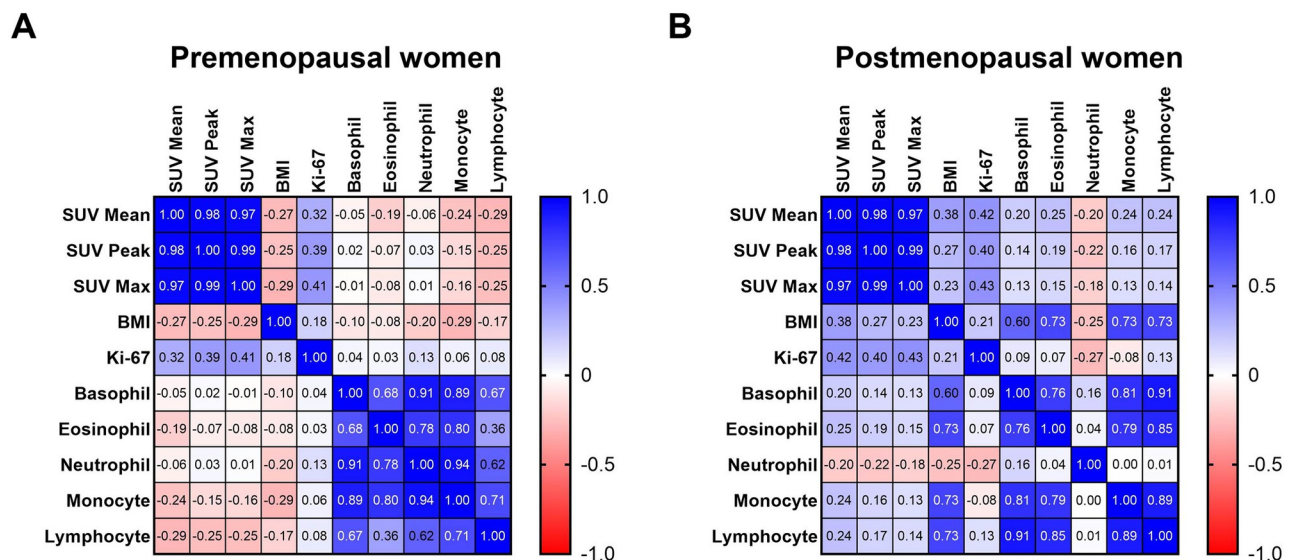 A
Premenopausal women
SUV Mean SUV Peak SUV Max BMI Ki-67 Basophil Eosinophil Neutrophil Monocyte Lymphocyte
SUV Mean 1.00 0.98 0.97 -0.27 0.32 -0.05 -0.19 -0.06 -0.24 -0.29
SUV Peak 0.98 1.00 0.99 -0.25 0.39 0.02 -0.07 0.03 -0.15 -0.25
SUV Max 0.97 0.99 1.00 -0.29 0.41 -0.01 -0.08 0.01 -0.16 -0.25
BMI -0.27 -0.25 -0.29 1.00 0.18 -0.10 -0.08 -0.20 -0.29 -0.17
Ki-67 0.32 0.39 0.41 0.18 1.00 0.04 0.03 0.13 0.06 0.08
Basophil -0.05 0.02 -0.01 -0.10 0.04 1.00 0.68 0.91 0.89 0.67
Eosinophil -0.19 -0.07 -0.08 -0.08 0.03 0.68 1.00 0.78 0.80 0.36
Neutrophil -0.06 0.03 0.01 -0.20 0.13 0.91 0.78 1.00 0.94 0.62
Monocyte -0.24 -0.15 -0.16 -0.29 0.06 0.89 0.80 0.94 1.00 0.71
Lymphocyte -0.29 -0.25 -0.25 -0.17 0.08 0.67 0.36 0.62 0.71 1.00
1.0
0.5
0
-0.5
-1.0
B
Postmenopausal women
SUV Mean SUV Peak SUV Max BMI Ki-67 Basophil Eosinophil Neutrophil Monocyte Lymphocyte
SUV Mean 1.00 0.98 0.97 0.38 0.42 0.20 0.25 -0.20 0.24 0.24
SUV Peak 0.98 1.00 0.99 0.27 0.40 0.14 0.19 -0.22 0.16 0.17
SUV Max 0.97 0.99 1.00 0.23 0.43 0.13 0.15 -0.18 0.13 0.14
BMI 0.38 0.27 0.23 1.00 0.21 0.60 0.73 -0.25 0.73 0.73
Ki-67 0.42 0.40 0.43 0.21 1.00 0.09 0.07 -0.27 -0.08 0.13
Basophil 0.20 0.14 0.13 0.60 0.09 1.00 0.76 0.16 0.81 0.91
Eosinophil 0.25 0.19 0.15 0.73 0.07 0.76 1.00 0.04 0.79 0.85
Neutrophil -0.20 -0.22 -0.18 -0.25 -0.27 0.16 0.04 1.00 0.00 0.01
Monocyte 0.24 0.16 0.13 0.73 -0.08 0.81 0.79 0.00 1.00 0.89
Lymphocyte 0.24 0.17 0.14 0.73 0.13 0.91 0.85 0.01 0.89 1.00
1.0
0.5
0
-0.5
-1.0